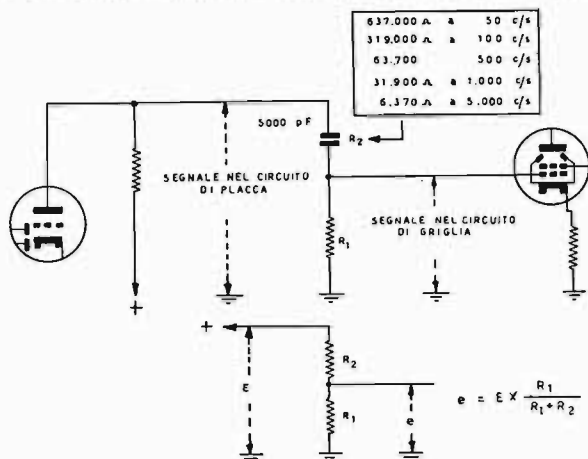 637.000 Ω a 50 c/s
319.000 Ω a 100 c/s
63.700 500 c/s
31.900 Ω a 1.000 c/s
6.370 Ω a 5.000 c/s
5000 pF
R2
SEGNALE NEL CIRCUITO
DI PLACCA
SEGNALE NEL CIRCUITO
DI GRIGLIA
R1
+
+
R2
E
R1
e
e = E X R1 / R1+R2